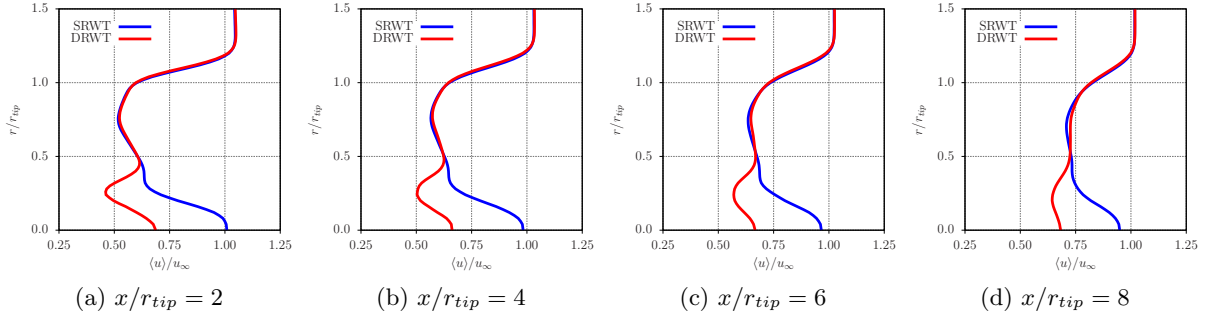 1.5
SRWT
DRWT
1.0
r/r_tip
0.5
0.0
0.25 0.50 0.75 1.00 1.25
⟨u⟩/u_∞
(a) x/r_tip = 2
1.5
SRWT
DRWT
1.0
r/r_tip
0.5
0.0
0.25 0.50 0.75 1.00 1.25
⟨u⟩/u_∞
(b) x/r_tip = 4
1.5
SRWT
DRWT
1.0
r/r_tip
0.5
0.0
0.25 0.50 0.75 1.00 1.25
⟨u⟩/u_∞
(c) x/r_tip = 6
1.5
SRWT
DRWT
1.0
r/r_tip
0.5
0.0
0.25 0.50 0.75 1.00 1.25
⟨u⟩/u_∞
(d) x/r_tip = 8